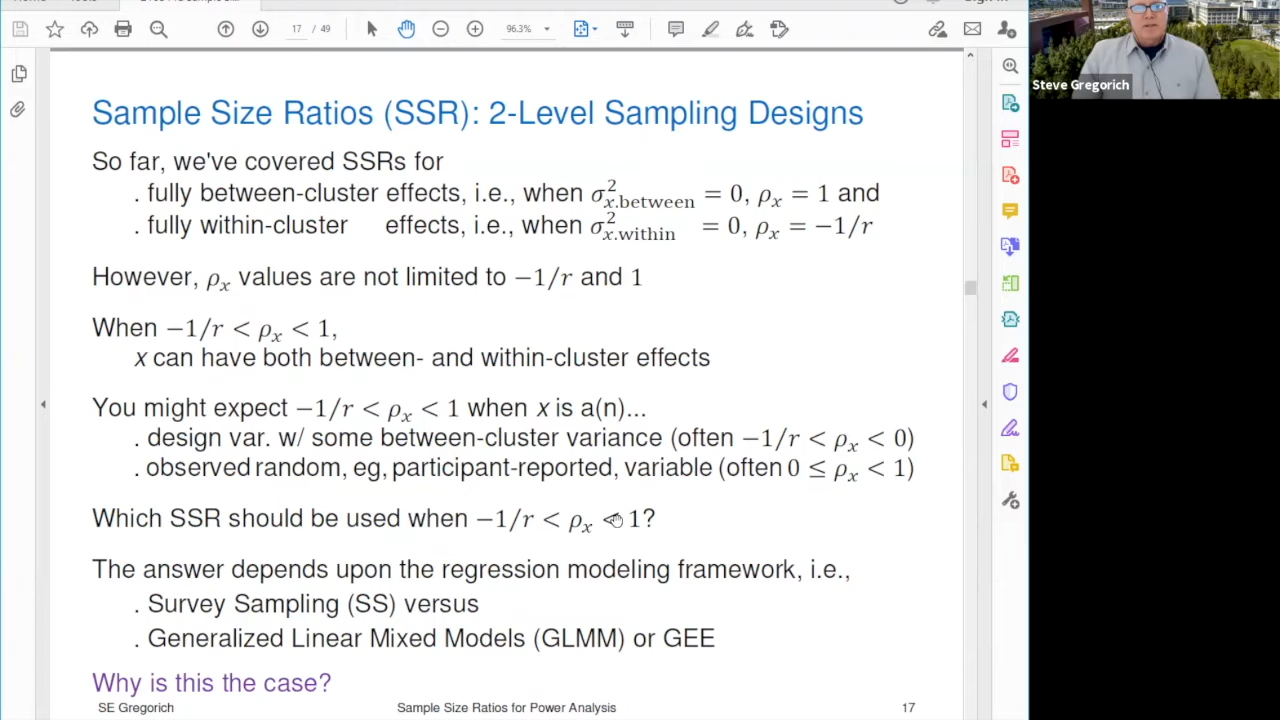 17 / 49
96.3%
Steve Gregorich
Sample Size Ratios (SSR): 2-Level Sampling Designs
So far, we've covered SSRs for
. fully between-cluster effects, i.e., when σ²x.between = 0, ρx = 1 and
. fully within-cluster effects, i.e., when σ²x.within = 0, ρx = −1/r
However, ρx values are not limited to −1/r and 1
When −1/r < ρx < 1,
x can have both between- and within-cluster effects
You might expect −1/r < ρx < 1 when x is a(n)...
. design var. w/ some between-cluster variance (often −1/r < ρx < 0)
. observed random, eg, participant-reported, variable (often 0 ≤ ρx < 1)
Which SSR should be used when −1/r < ρx < 1?
The answer depends upon the regression modeling framework, i.e.,
. Survey Sampling (SS) versus
. Generalized Linear Mixed Models (GLMM) or GEE
Why is this the case?
SE Gregorich Sample Size Ratios for Power Analysis 17